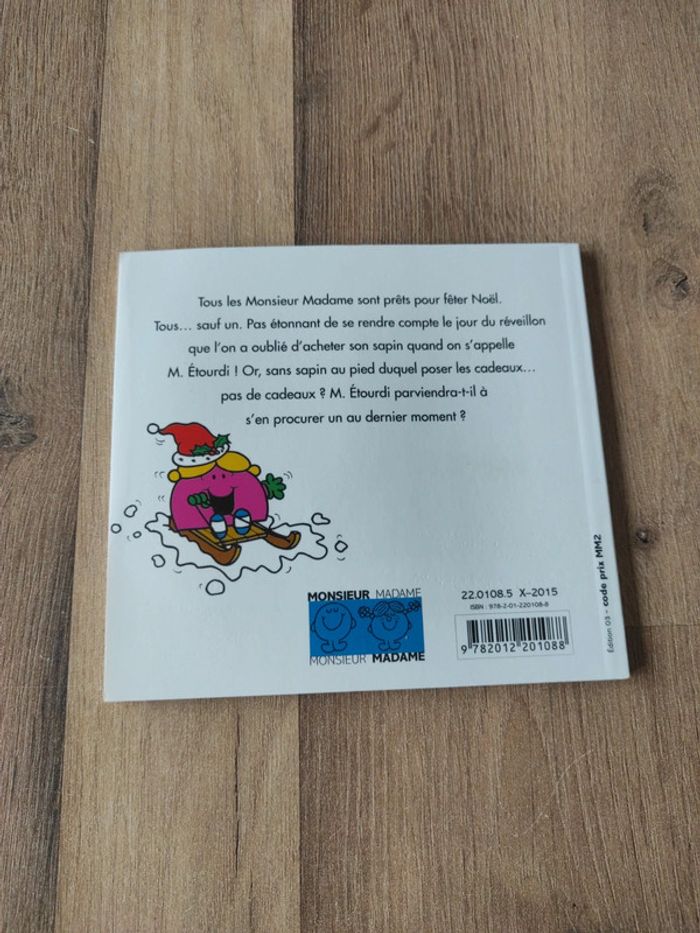 Tous les Monsieur Madame sont prêts pour fêter Noël.
Tous... sauf un. Pas étonnant de se rendre compte le jour du réveillon
que l'on a oublié d'acheter son sapin quand on s'appelle
M. Étourdi ! Or, sans sapin au pied duquel poser les cadeaux...
pas de cadeaux ? M. Étourdi parviendra-t-il à
s'en procurer un au dernier moment ?
MONSIEUR MADAME
MONSIEUR MADAME
22.0108.5 X-2015
ISBN : 978-2-01-220108-8
9 782012 201088
Édition 03 - code prix MM2